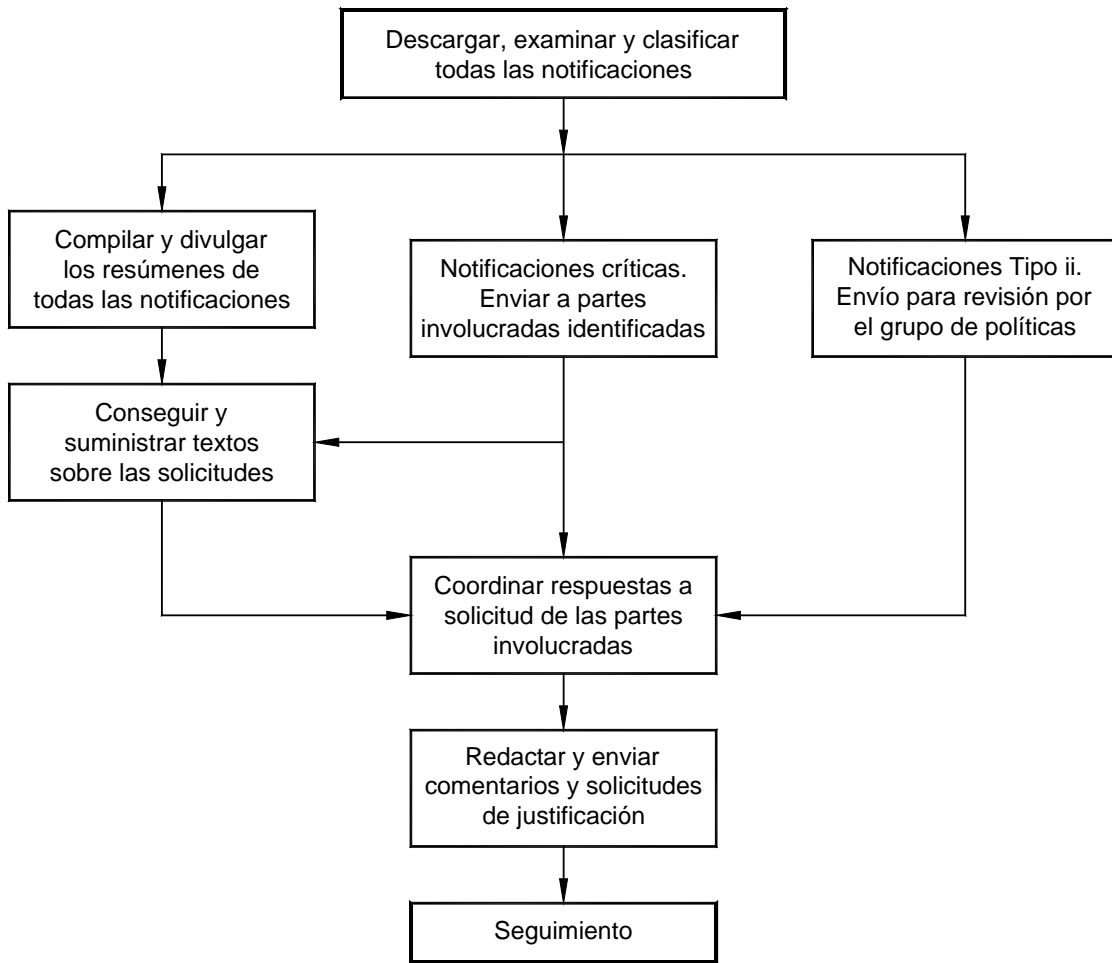 Descargar, examinar y clasificar
todas las notificaciones
Compilar y divulgar
los resúmenes de
todas las notificaciones
Notificaciones críticas.
Enviar a partes
involucradas identificadas
Notificaciones Tipo ii.
Envío para revisión por
el grupo de políticas
Conseguir y
suministrar textos
sobre las solicitudes
Coordinar respuestas a
solicitud de las partes
involucradas
Redactar y enviar
comentarios y solicitudes
de justificación
Seguimiento